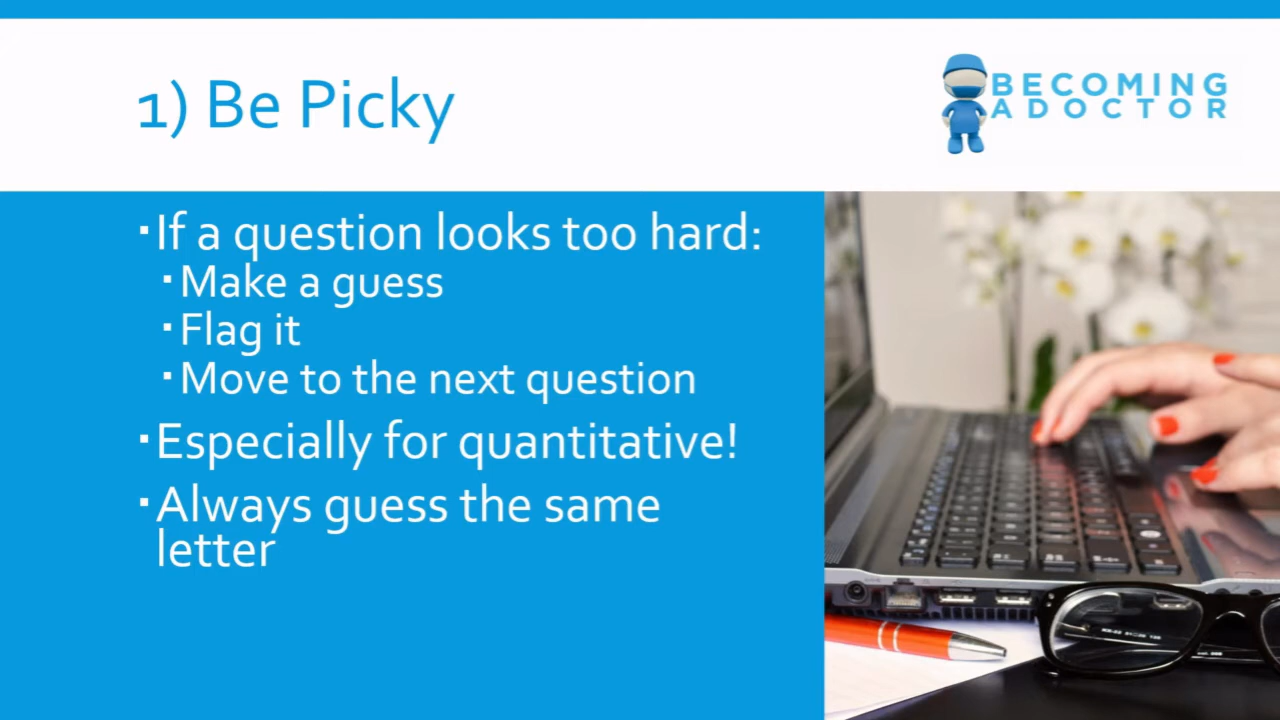 1) Be Picky
BECOMING
A DOCTOR
▪If a question looks too hard:
▪Make a guess
▪Flag it
▪Move to the next question
▪Especially for quantitative!
▪Always guess the same
letter